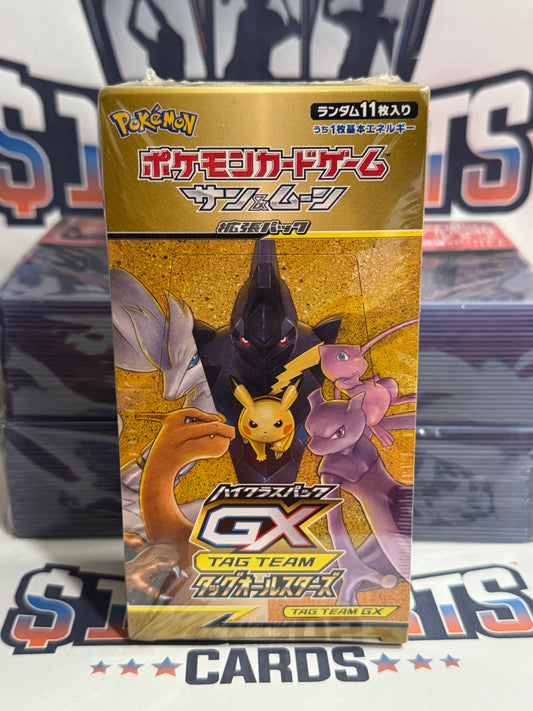 Pokémon
ランダム11枚入り
うち1枚基本エネルギー
ポケモンカードゲーム
サン&ムーン
拡張パック
ハイクラスパック
GX
TAG TEAM
タッグオールスターズ
TAG TEAM GX
CARDS